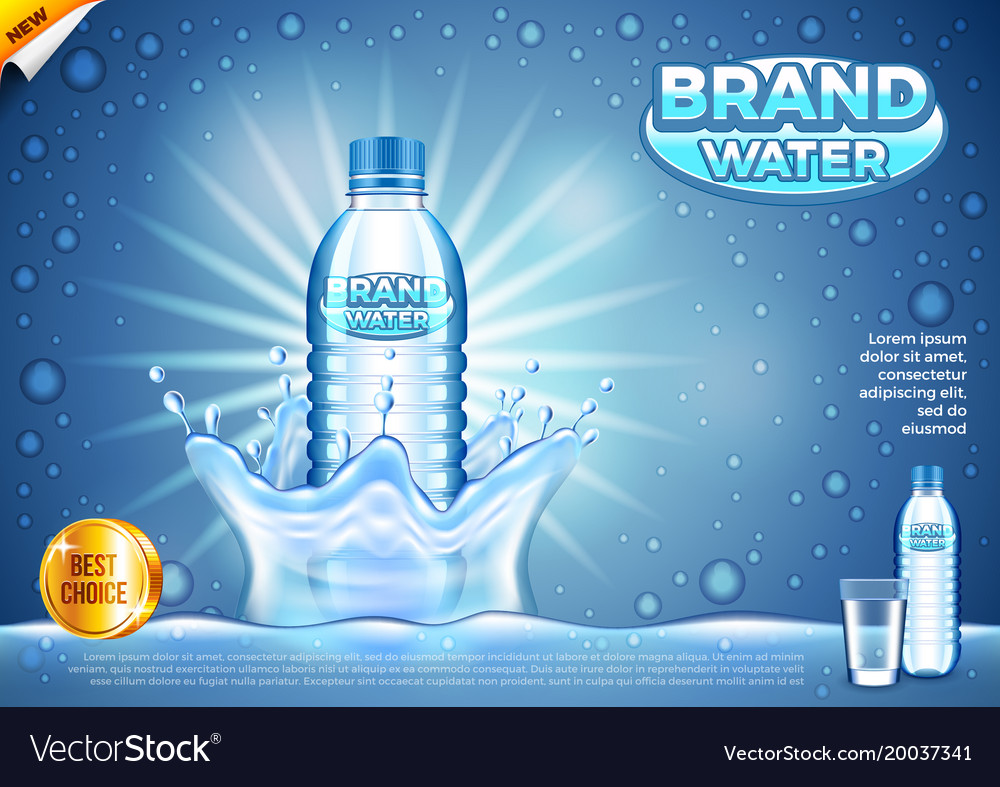 NEW
BRAND
WATER
BRAND
WATER
Lorem ipsum
dolor sit amet,
consectetur
adipiscing elit,
sed do
eiusmod
BRAND
WATER
BEST
CHOICE
Lorem ipsum dolor sit amet, consectetur adipiscing elit, sed do eiusmod tempor incididunt ut labore et dolore magna aliqua. Ut enim ad minim
veniam, quis nostrud exercitation ullamco laboris nisi ut aliquip ex ea commodo consequat. Duis aute irure dolor in reprehenderit in voluptate
esse cillum dolore eu fugiat nulla pariatur. Excepteur sint occaecat cupidatat non proident, sunt in culpa qui officia deserunt mollit anim id est
VectorStock®
VectorStock.com/20037341